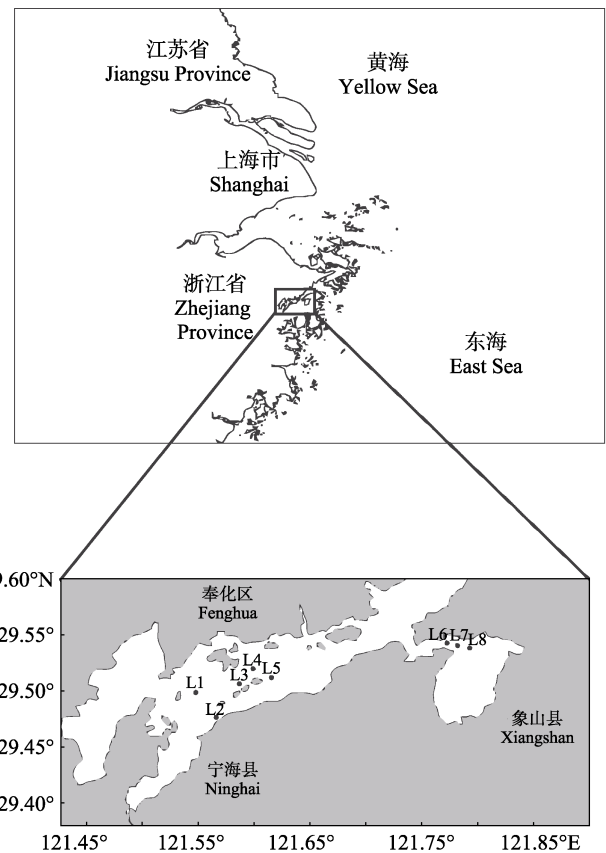 江苏省
Jiangsu Province
黄海
Yellow Sea
上海市
Shanghai
浙江省
Zhejiang
Province
东海
East Sea
9.60°N
奉化区
Fenghua
29.55°
L6 L7 L8
L4
L3 L5
L1
29.50°
L2
象山县
Xiangshan
29.45°
宁海县
Ninghai
29.40°
121.45° 121.55° 121.65° 121.75° 121.85°E